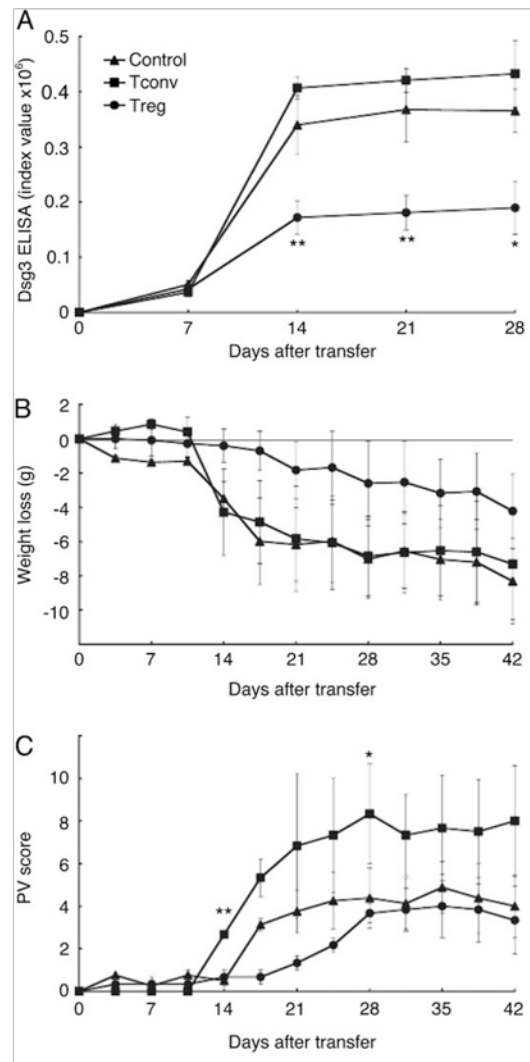 A
Dsg3 ELISA (index value x10⁶)
0.5
0.4
0.3
0.2
0.1
0
Control
Tconv
Treg
** ** *
0 7 14 21 28
Days after transfer
B
Weight loss (g)
2
0
-2
-4
-6
-8
-10
0 7 14 21 28 35 42
Days after transfer
C
PV score
10
8
6
4
2
0
** *
0 7 14 21 28 35 42
Days after transfer